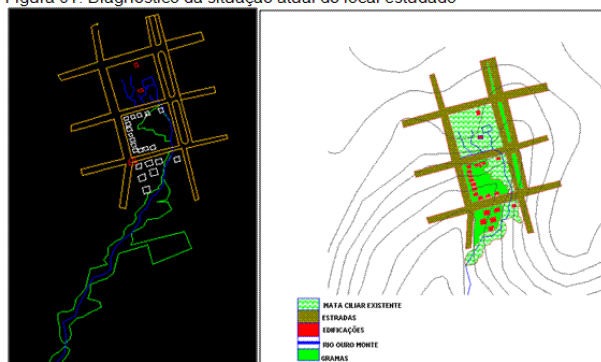 Figura 01: Diagnóstico da situação atual do local estudado
MATA CILIAR EXISTENTE
ESTRADAS
EDIFICAÇÕES
RIO OURO MONTE
GRAMAS